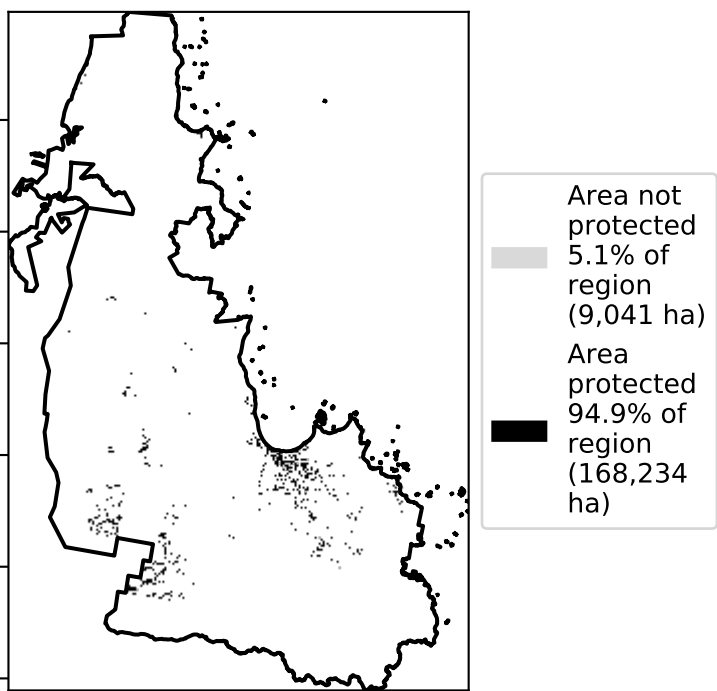 Area not
protected
5.1% of
region
(9,041 ha)
Area
protected
94.9% of
region
(168,234
ha)